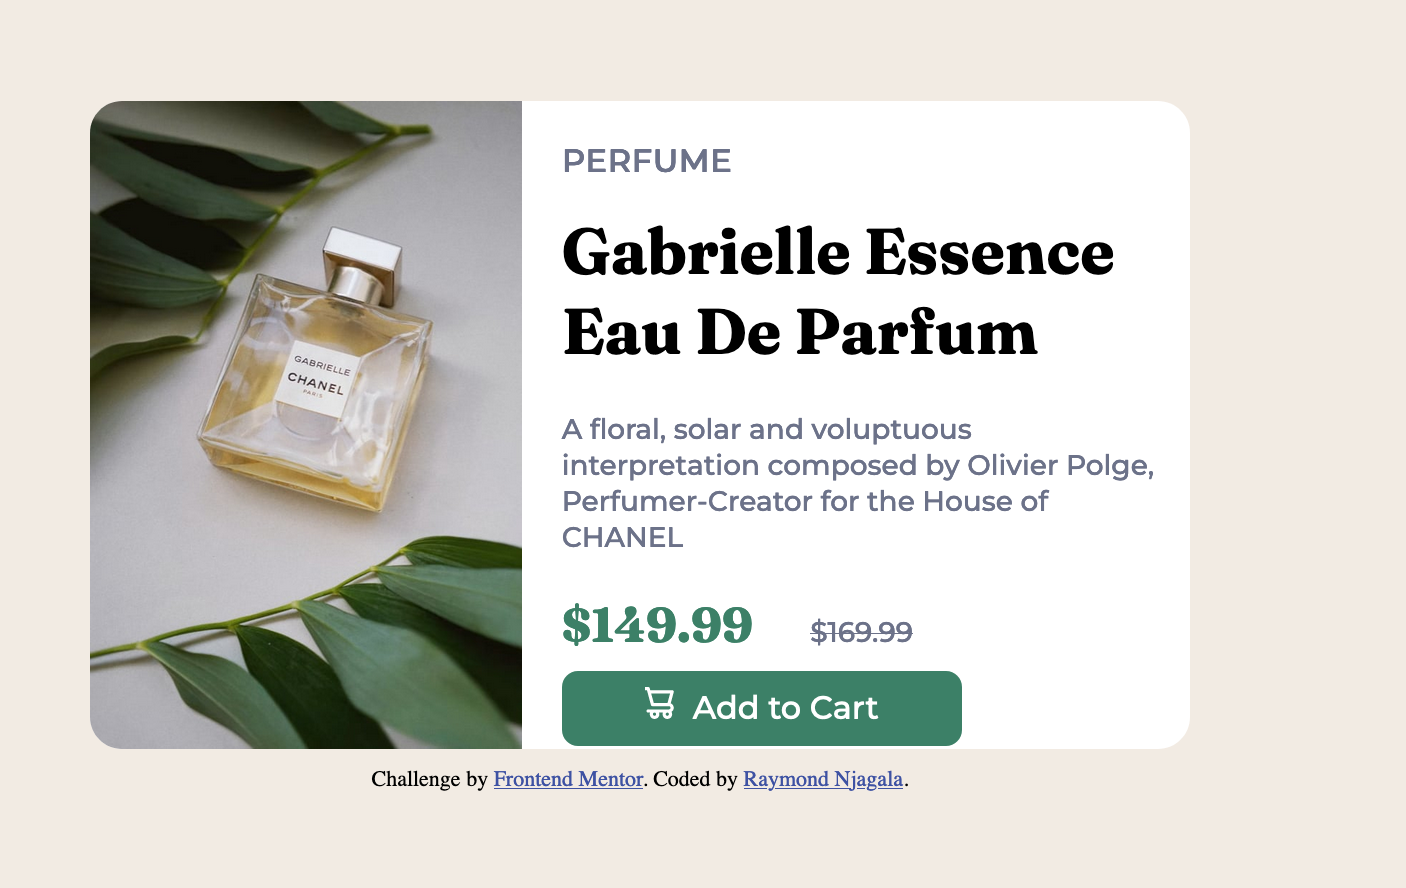 GABRIELLE
CHANEL
PARIS
PERFUME
Gabrielle Essence
Eau De Parfum
A floral, solar and voluptuous
interpretation composed by Olivier Polge,
Perfumer-Creator for the House of
CHANEL
$149.99 $169.99
Add to Cart
Challenge by Frontend Mentor. Coded by Raymond Njagala.